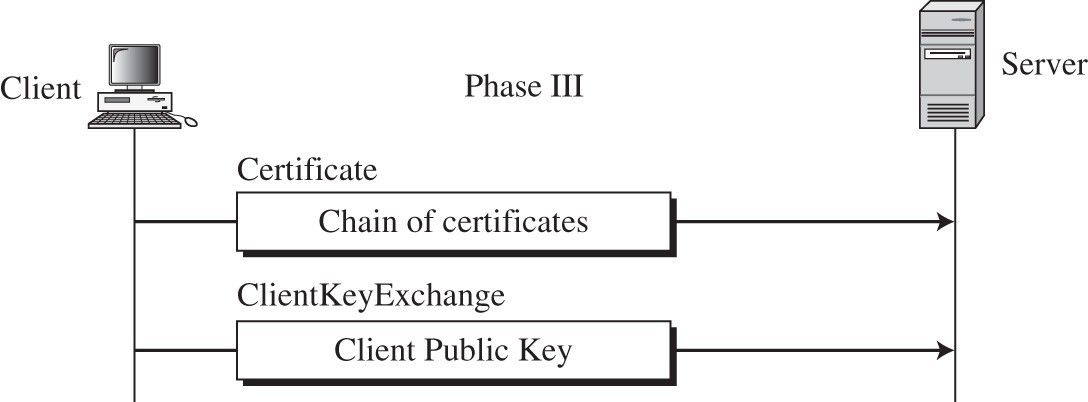 Client
Phase III
Server
Certificate
Chain of certificates
ClientKeyExchange
Client Public Key